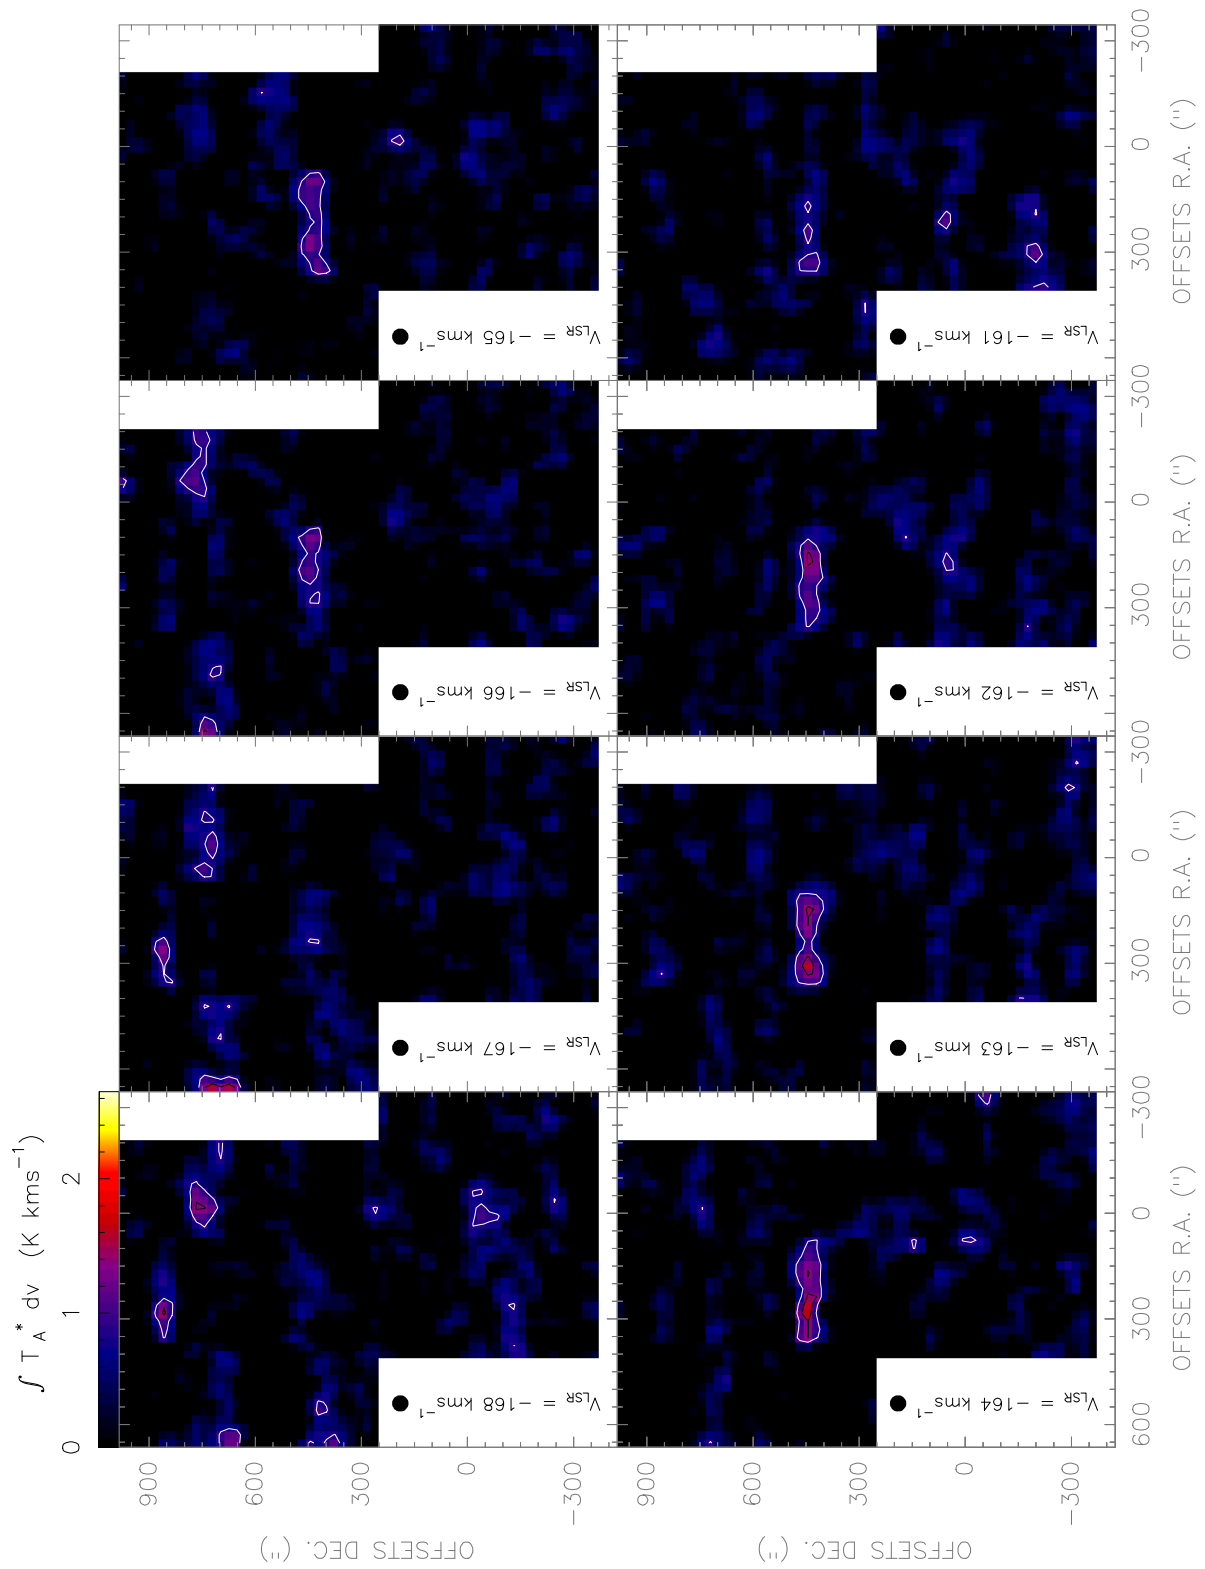 ∫ T_A^* dv (K kms^−1)
0 1 2
V_LSR = −168 kms^−1
V_LSR = −167 kms^−1
V_LSR = −166 kms^−1
V_LSR = −165 kms^−1
V_LSR = −164 kms^−1
V_LSR = −163 kms^−1
V_LSR = −162 kms^−1
V_LSR = −161 kms^−1
OFFSETS DEC. ('')
900 600 300 0 −300
OFFSETS DEC. ('')
900 600 300 0 −300
600 300 0 −300 300 0 −300 300 0 −300 300 0 −300
OFFSETS R.A. ('')
OFFSETS R.A. ('')
OFFSETS R.A. ('')
OFFSETS R.A. ('')